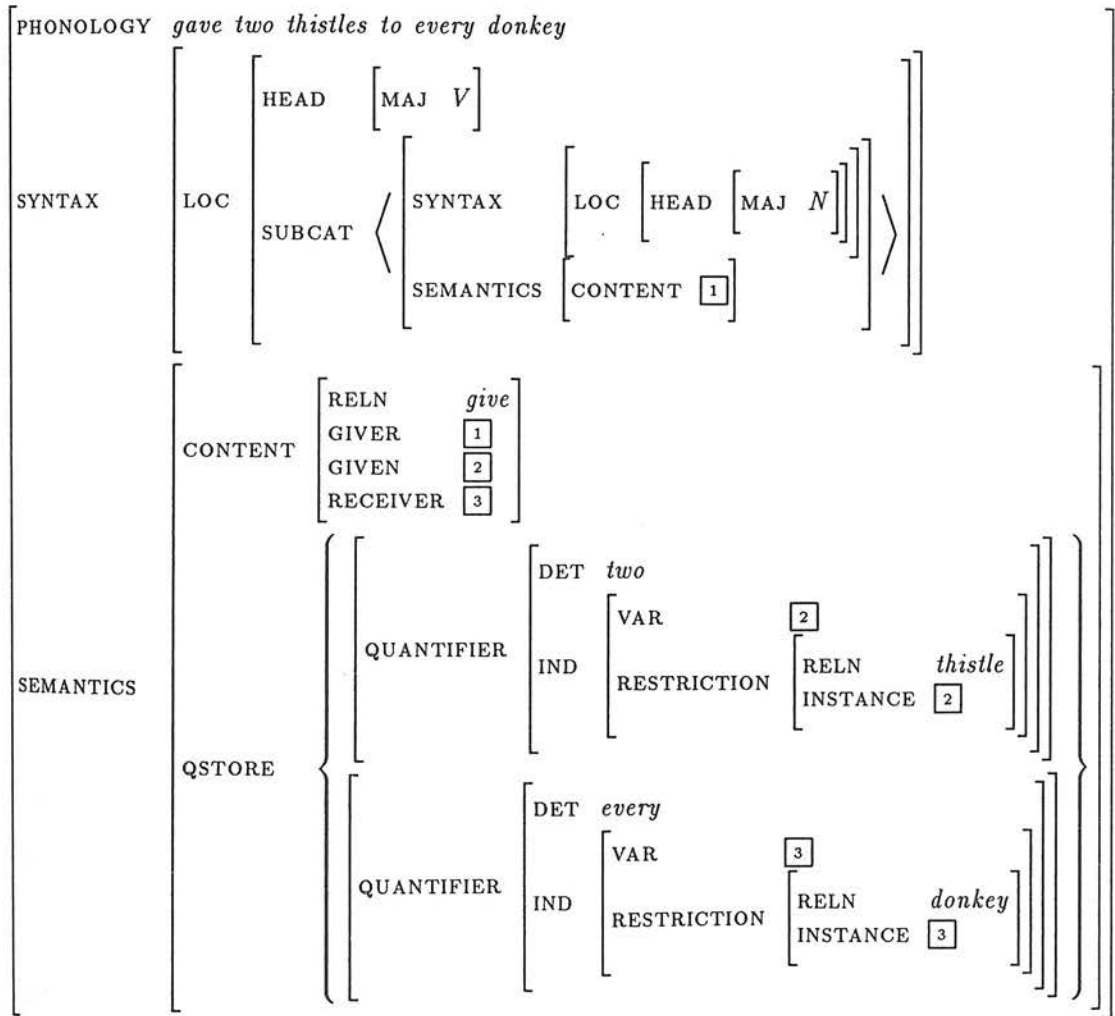 PHONOLOGY gave two thistles to every donkey
HEAD MAJ V
SYNTAX LOC SYNTAX LOC HEAD MAJ N
SUBCAT
SEMANTICS CONTENT 1
RELN give
CONTENT GIVER 1
GIVEN 2
RECEIVER 3
DET two
VAR 2
QUANTIFIER IND RELN thistle
SEMANTICS RESTRICTION INSTANCE 2
QSTORE
DET every
VAR 3
QUANTIFIER IND RELN donkey
RESTRICTION INSTANCE 3